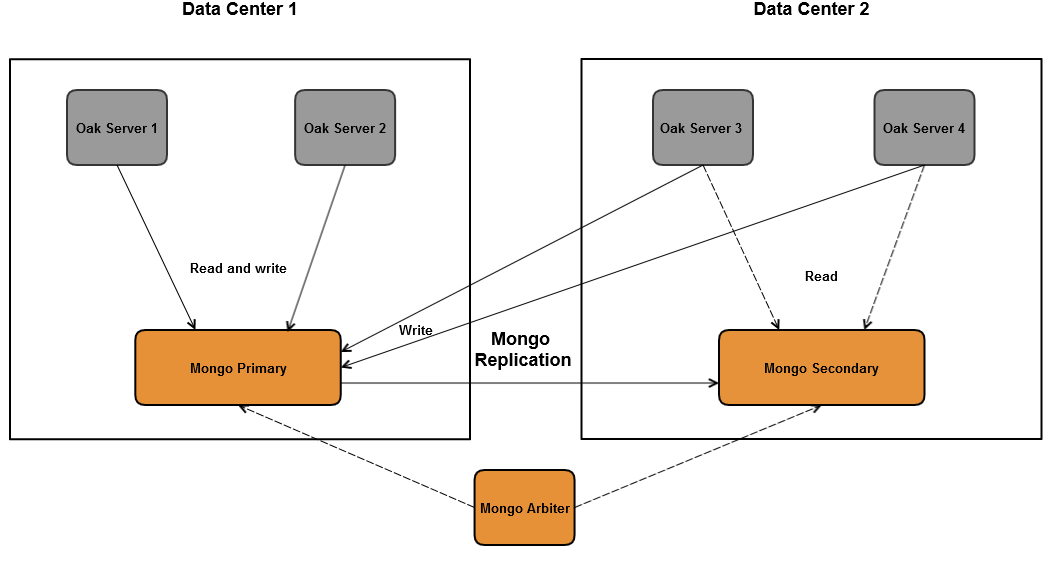 Data Center 1
Data Center 2
Oak Server 1
Oak Server 2
Oak Server 3
Oak Server 4
Read and write
Read
Write
Mongo
Replication
Mongo Primary
Mongo Secondary
Mongo Arbiter